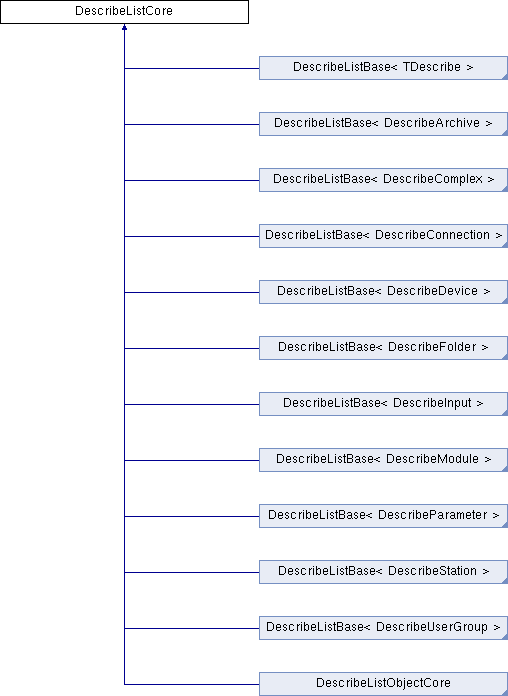 DescribeListCore
DescribeListBase< TDescribe >
DescribeListBase< DescribeArchive >
DescribeListBase< DescribeComplex >
DescribeListBase< DescribeConnection >
DescribeListBase< DescribeDevice >
DescribeListBase< DescribeFolder >
DescribeListBase< DescribeInput >
DescribeListBase< DescribeModule >
DescribeListBase< DescribeParameter >
DescribeListBase< DescribeStation >
DescribeListBase< DescribeUserGroup >
DescribeListObjectCore